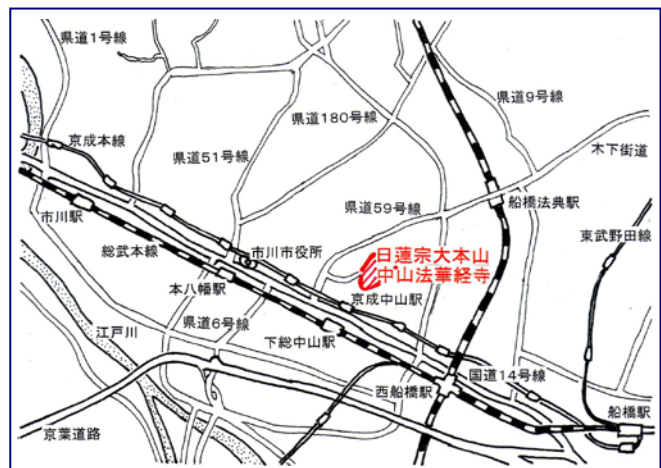 県道1号線
県道9号線
県道180号線
木下街道
京成本線
県道51号線
船橋法典駅
県道59号線
市川駅
東武野田線
市川市役所
総武本線
日蓮宗大本山
中山法華経寺
本八幡駅
京成中山駅
県道6号線
江戸川
下総中山駅
国道14号線
西船橋駅
船橋駅
京葉道路